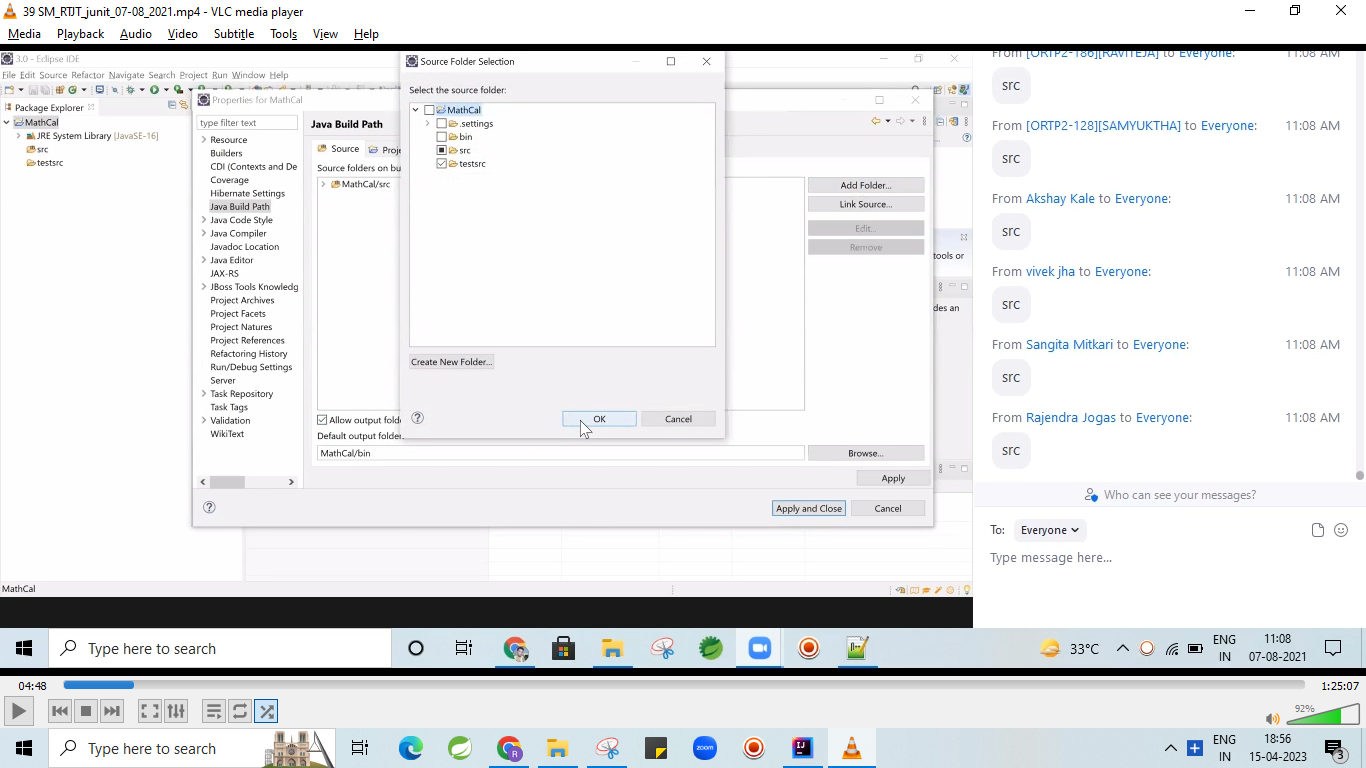 39 SM_RTJT_junit_07-08_2021.mp4 - VLC media player
Media Playback Audio Video Subtitle Tools View Help
3.0 - Eclipse IDE
File Edit Source Refactor Navigate Search Project Run Window Help
Package Explorer
MathCal
JRE System Library [JavaSE-16]
src
testsrc
Properties for MathCal
type filter text
Resource
Builders
CDI (Contexts and De
Coverage
Hibernate Settings
Java Build Path
Java Code Style
Java Compiler
Javadoc Location
Java Editor
JAX-RS
JBoss Tools Knowledg
Project Archives
Project Facets
Project Natures
Project References
Refactoring History
Run/Debug Settings
Server
Task Repository
Task Tags
Validation
WikiText
Java Build Path
Source Proje
Source folders on bu
MathCal/src
Add Folder...
Link Source...
Edit...
Remove
Allow output folde
Default output folder
MathCal/bin
Browse...
Apply
Apply and Close Cancel
Source Folder Selection
Select the source folder:
MathCal
.settings
bin
src
testsrc
Create New Folder...
OK Cancel
tools or
des an
MathCal
From [ORTP2-186][RAVITEJA] to Everyone: 11:08 AM
src
From [ORTP2-128][SAMYUKTHA] to Everyone: 11:08 AM
src
From Akshay Kale to Everyone: 11:08 AM
src
From vivek jha to Everyone: 11:08 AM
src
From Sangita Mitkari to Everyone: 11:08 AM
src
From Rajendra Jogas to Everyone: 11:08 AM
src
Who can see your messages?
To: Everyone
Type message here...
Type here to search
33°C
ENG
IN
11:08
07-08-2021
04:48
1:25:07
92%
Type here to search
zoom
ENG
IN
18:56
15-04-2023
3